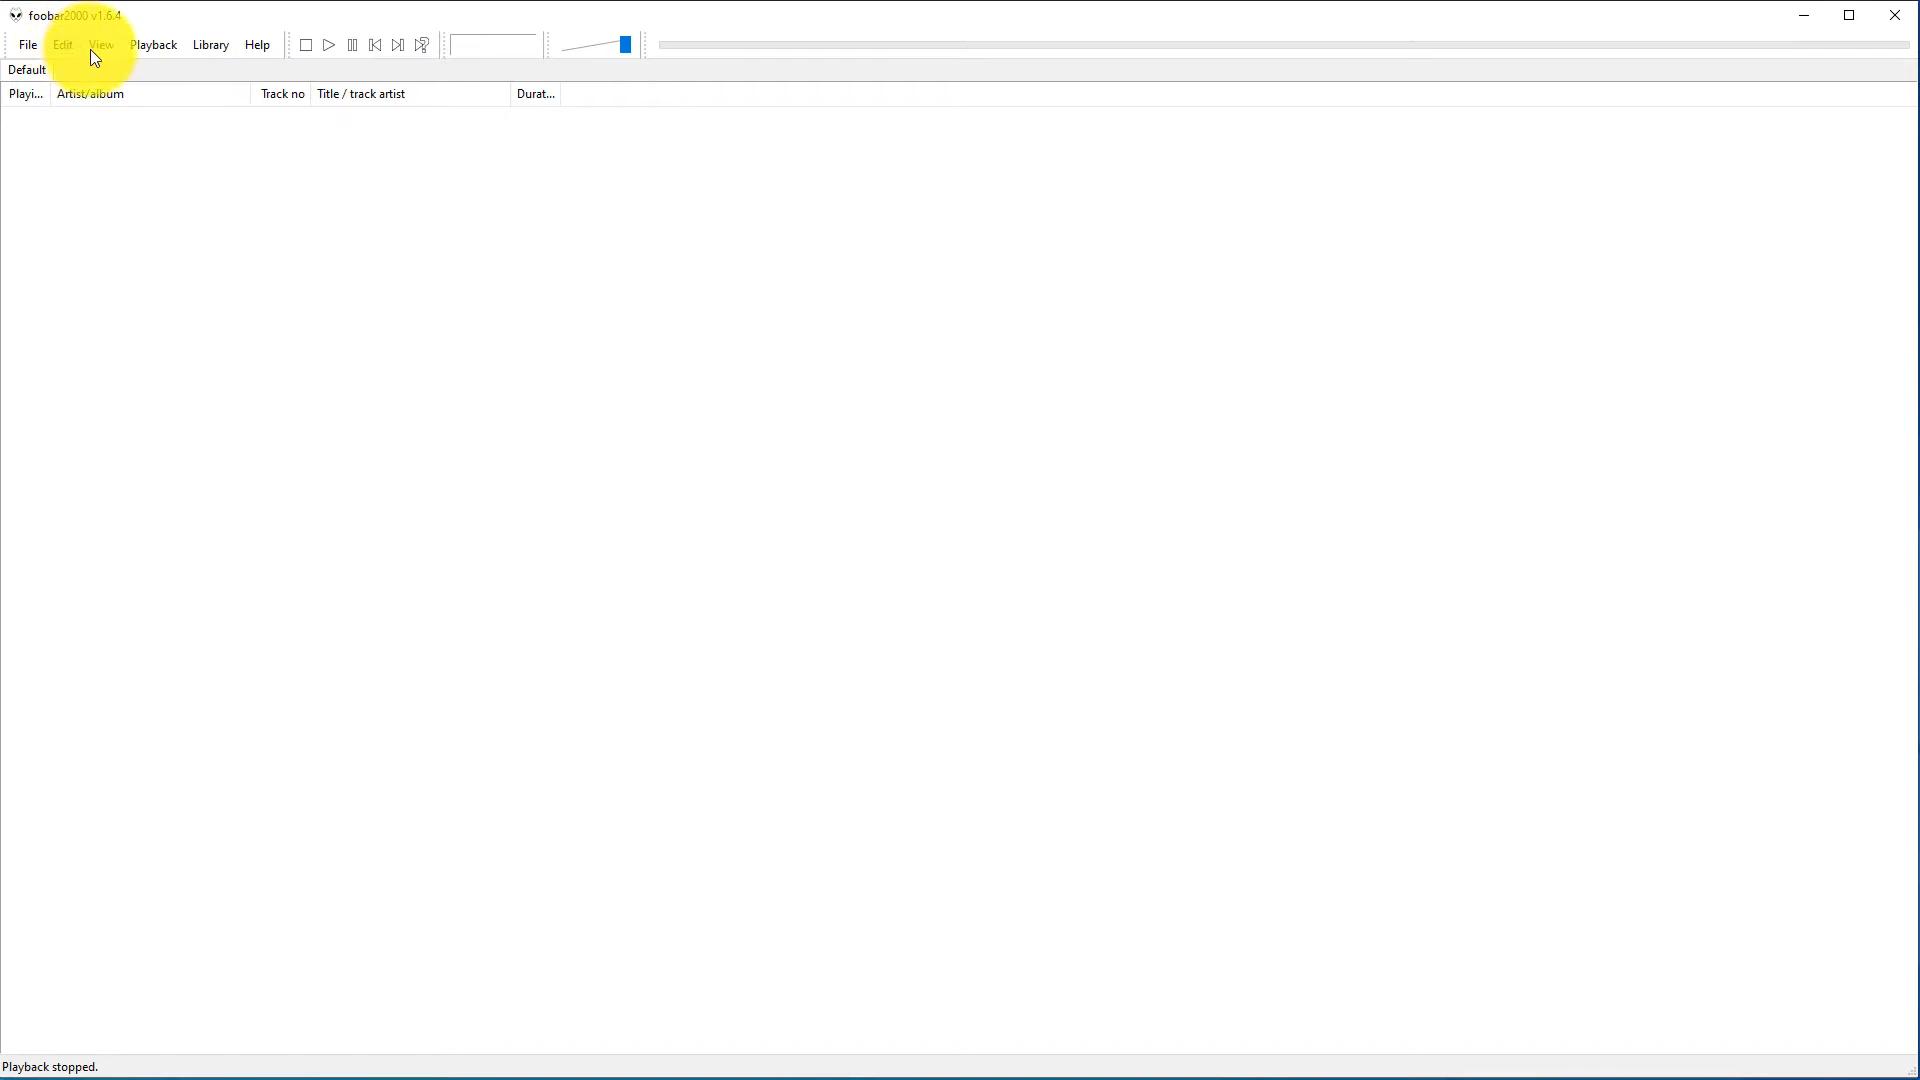 foobar2000 v1.6.4
File Edit View Playback Library Help
Default
Playi... Artist/album Track no Title / track artist Durat...
Playback stopped.